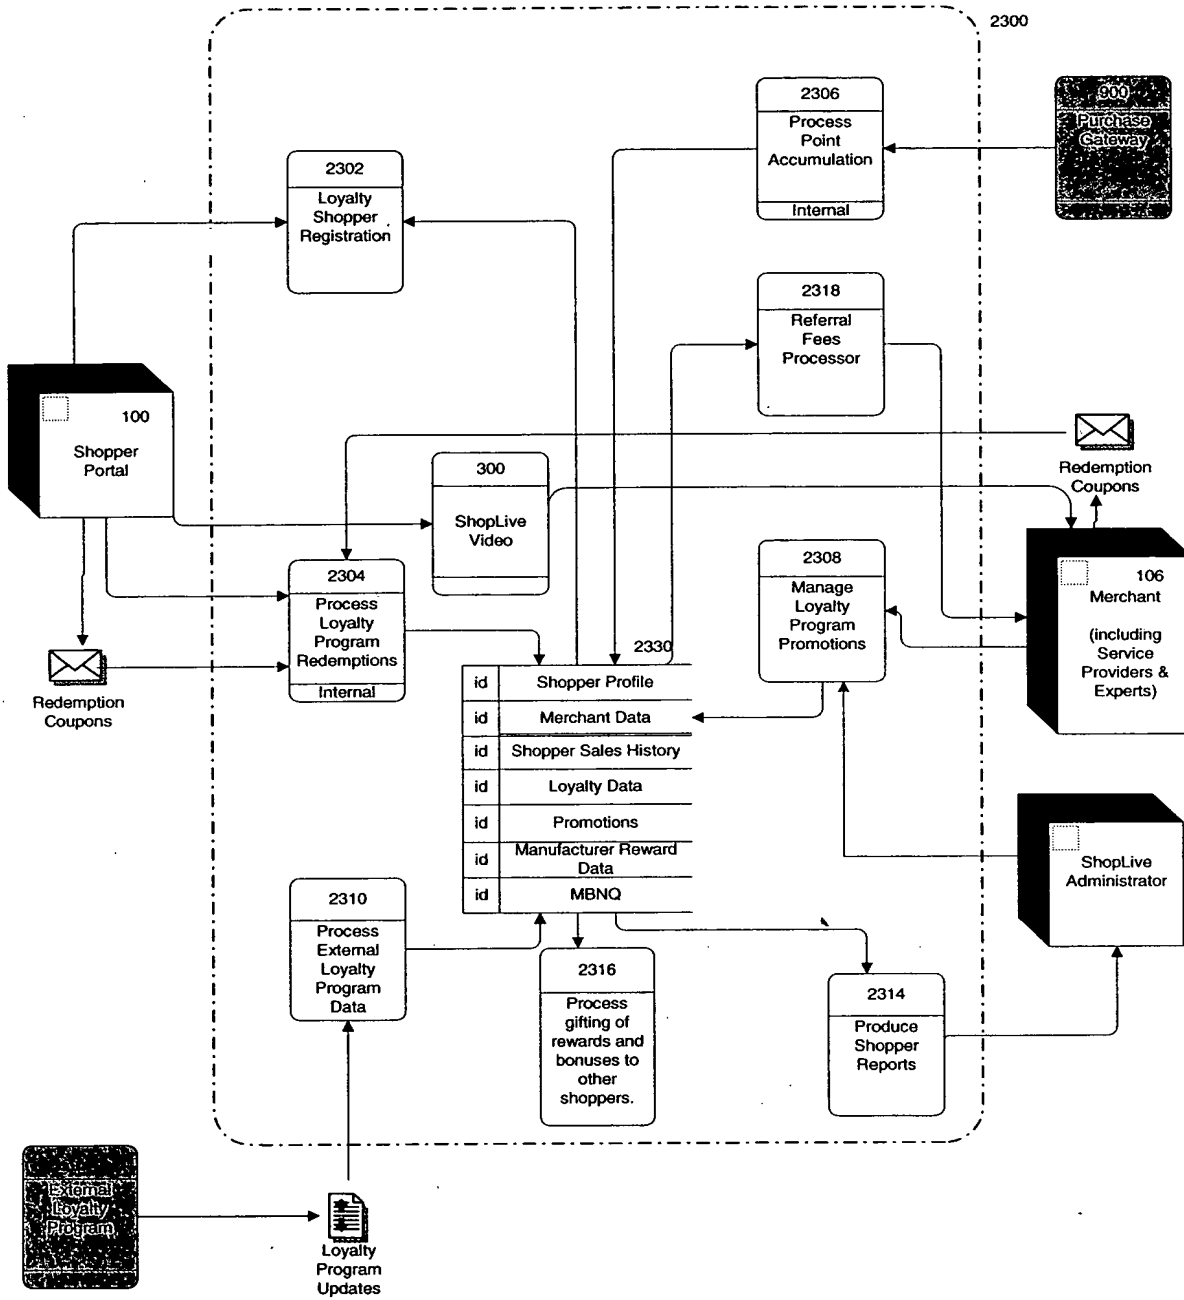 2300
2306
Process
Point
Accumulation
Internal
900
Purchase
Gateway
2302
Loyalty
Shopper
Registration
2318
Referral
Fees
Processor
100
Shopper
Portal
300
ShopLive
Video
Redemption
Coupons
2304
Process
Loyalty
Program
Redemptions
Internal
2308
Manage
Loyalty
Program
Promotions
106
Merchant
(including
Service
Providers &
Experts)
Redemption
Coupons
2330
id Shopper Profile
id Merchant Data
id Shopper Sales History
id Loyalty Data
id Promotions
id Manufacturer Reward
Data
id MBNQ
ShopLive
Administrator
2310
Process
External
Loyalty
Program
Data
2316
Process
gifting of
rewards and
bonuses to
other
shoppers.
2314
Produce
Shopper
Reports
External
Loyalty
Program
Loyalty
Program
Updates